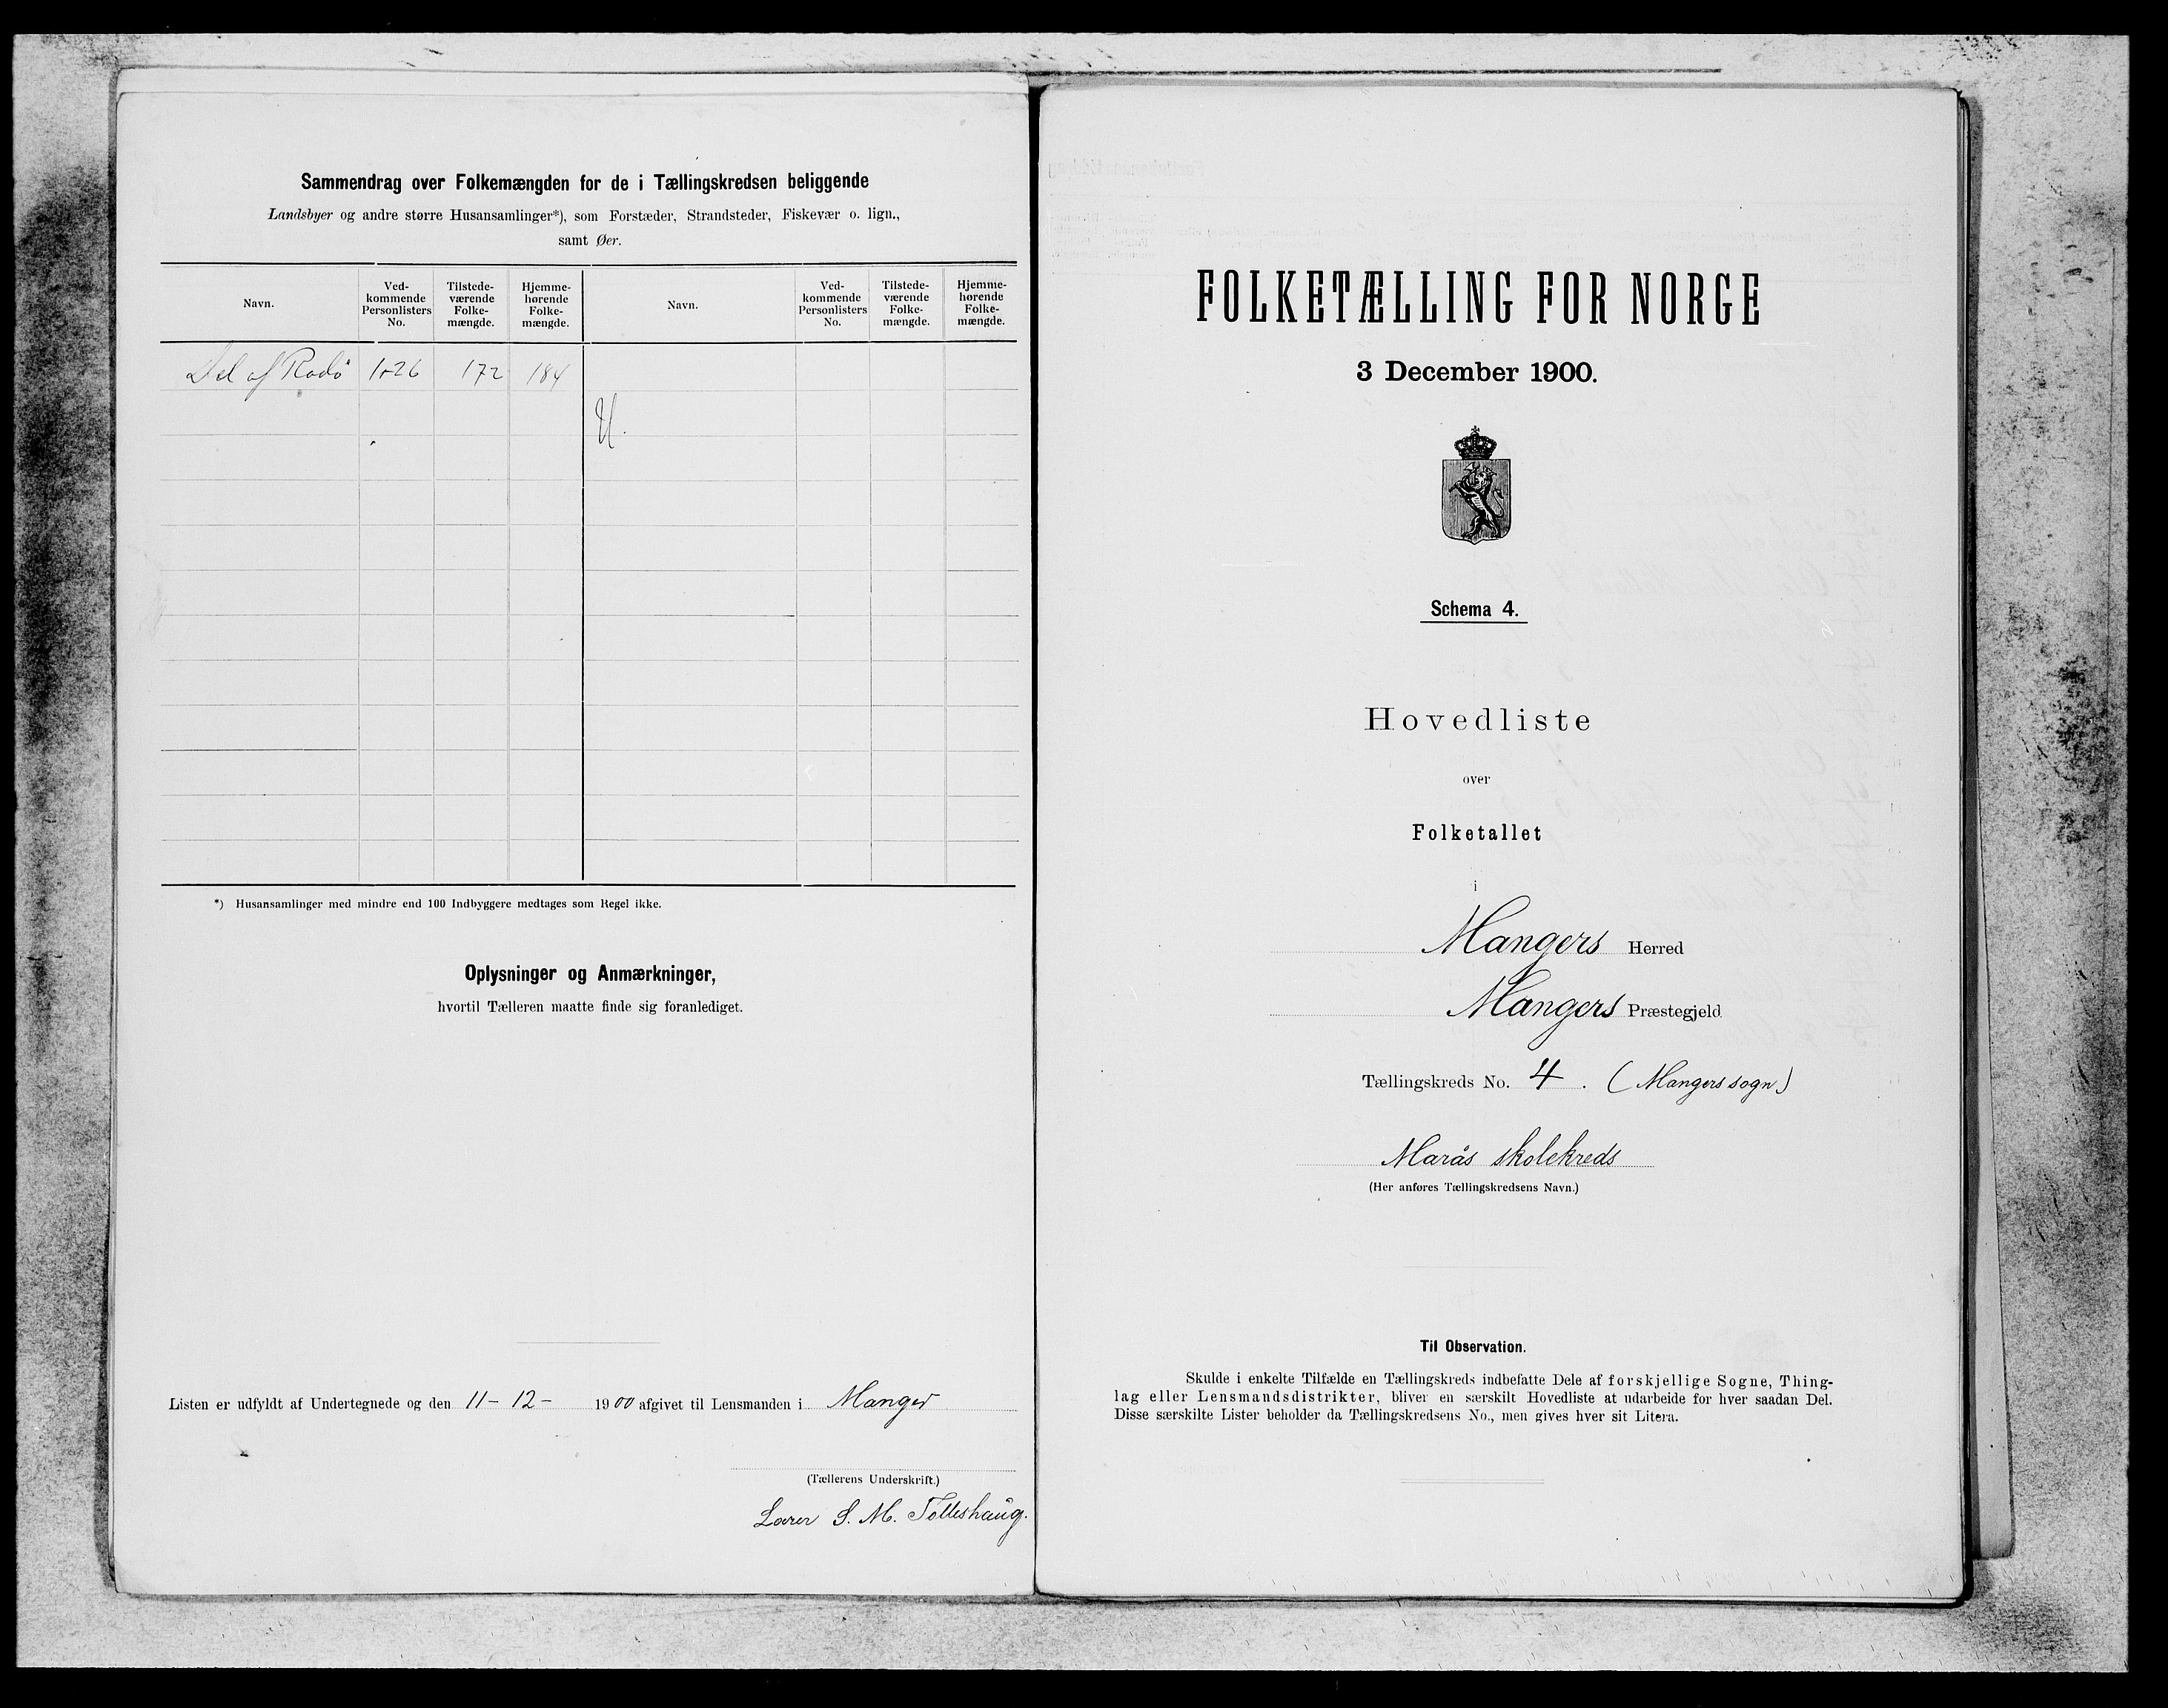 Sammendrag over Folkemængden for de i Tællingskredsen beliggende
Landsbyer og andre større Husansamlinger*), som Forstæder, Strandsteder, Fiskevær o. lign.,
samt Øer.
Navn. Ved-kommende Personlisters No. Tilstede-værende Folke-mængde. Hjemme-hørende Folke-mængde. Navn. Ved-kommende Personlisters No. Tilstede-værende Folke-mængde. Hjemme-hørende Folke-mængde.
Del af Radö 1-26 172 184
*) Husansamlinger med mindre end 100 Indbyggere medtages som Regel ikke.
Oplysninger og Anmærkninger,
hvortil Tælleren maatte finde sig foranlediget.
Listen er udfyldt af Undertegnede og den 11 - 12 - 1900 afgivet til Lensmanden i Manger
(Tællerens Underskrift.)
Lærer S. M. Tolleshaug.
FOLKETÆLLING FOR NORGE
3 December 1900.
Schema 4.
Hovedliste
over
Folketallet
i
Mangers Herred
Mangers Præstegjeld
Tællingskreds No. 4. (Mangers sogn)
Marås skolekreds
(Her anføres Tællingskredsens Navn.)
Til Observation.
Skulde i enkelte Tilfælde en Tællingskreds indbefatte Dele af forskjellige Sogne, Thing-
lag eller Lensmandsdistrikter, bliver en særskilt Hovedliste at udarbeide for hver saadan Del.
Disse særskilte Lister beholder da Tællingskredsens No., men gives hver sit Litera.